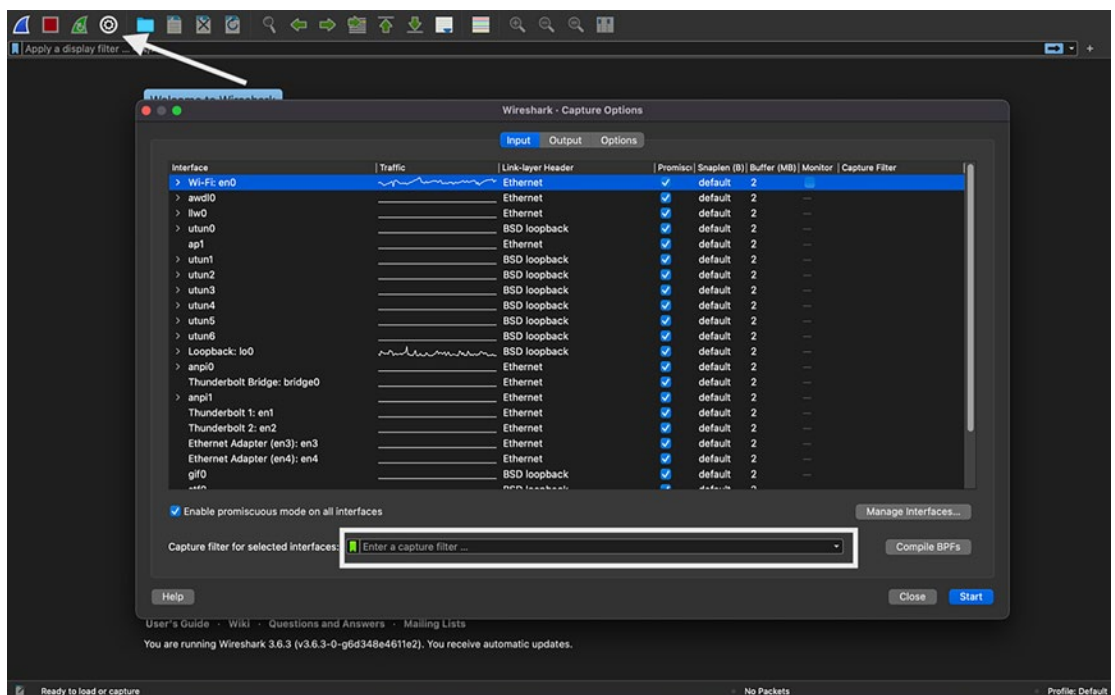 Apply a display filter ...
Welcome to Wireshark
Wireshark · Capture Options
Input Output Options
Interface Traffic Link-layer Header Promisc Snaplen (B) Buffer (MB) Monitor Capture Filter
Wi-Fi: en0 Ethernet default 2
awdl0 Ethernet default 2 —
llw0 Ethernet default 2 —
utun0 BSD loopback default 2 —
ap1 Ethernet default 2 —
utun1 BSD loopback default 2 —
utun2 BSD loopback default 2 —
utun3 BSD loopback default 2 —
utun4 BSD loopback default 2 —
utun5 BSD loopback default 2 —
utun6 BSD loopback default 2 —
Loopback: lo0 BSD loopback default 2 —
anpi0 Ethernet default 2 —
Thunderbolt Bridge: bridge0 Ethernet default 2 —
anpi1 Ethernet default 2 —
Thunderbolt 1: en1 Ethernet default 2 —
Thunderbolt 2: en2 Ethernet default 2 —
Ethernet Adapter (en3): en3 Ethernet default 2 —
Ethernet Adapter (en4): en4 Ethernet default 2 —
gif0 BSD loopback default 2 —
Enable promiscuous mode on all interfaces Manage Interfaces...
Capture filter for selected interfaces: Enter a capture filter ... Compile BPFs
Help Close Start
User's Guide · Wiki · Questions and Answers · Mailing Lists
You are running Wireshark 3.6.3 (v3.6.3-0-g6d348e4611e2). You receive automatic updates.
Ready to load or capture No Packets Profile: Default